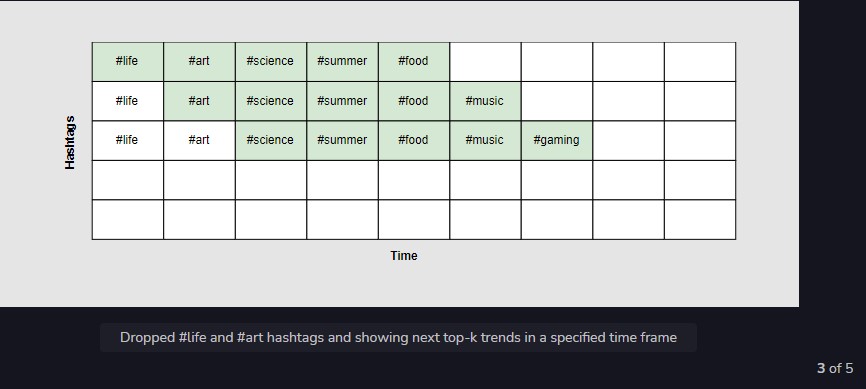 #life #art #science #summer #food
#life #art #science #summer #food #music
#life #art #science #summer #food #music #gaming
Hashtags
Time
Dropped #life and #art hashtags and showing next top-k trends in a specified time frame
3 of 5